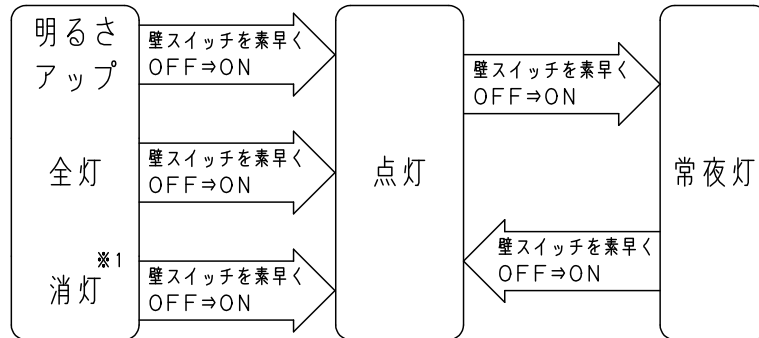 明るさ
アップ
壁スイッチを素早く
OFF⇒ON
全灯
壁スイッチを素早く
OFF⇒ON
※1
消灯
壁スイッチを素早く
OFF⇒ON
点灯
壁スイッチを素早く
OFF⇒ON
壁スイッチを素早く
OFF⇒ON
常夜灯